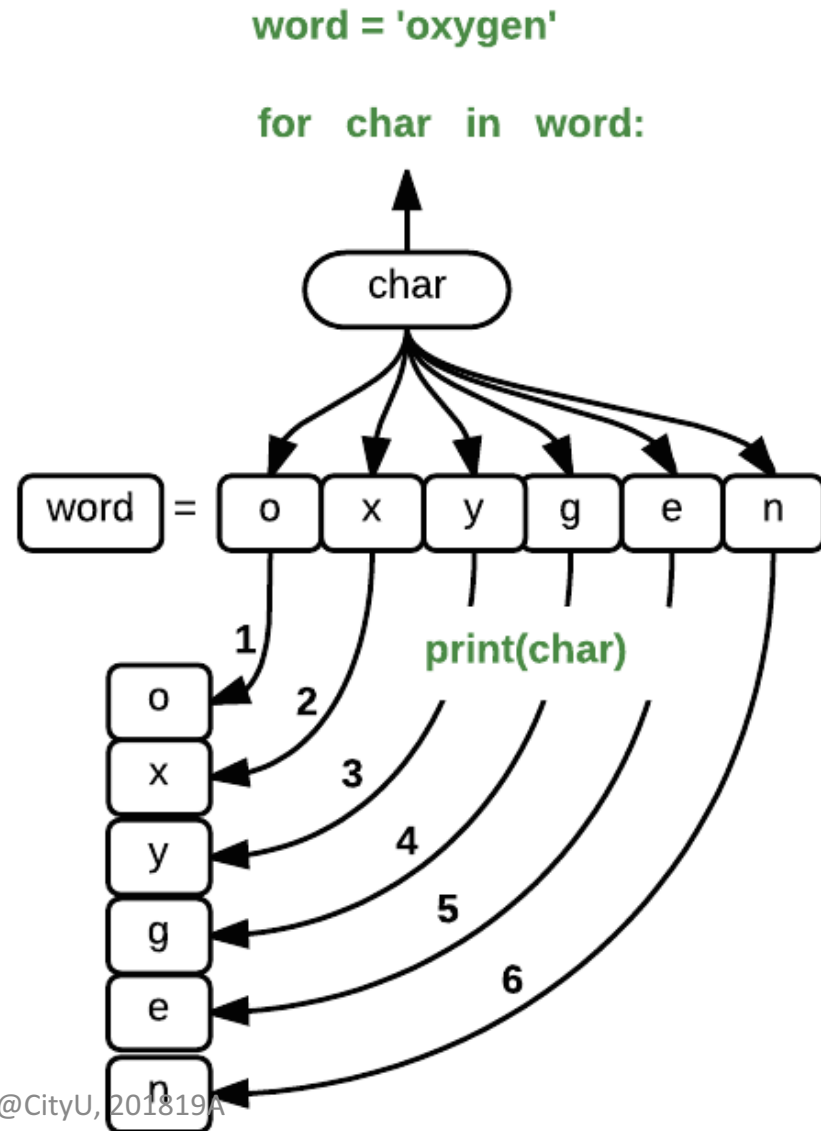 word = 'oxygen'
for char in word:
char
word = o x y g e n
print(char)
1
o
2
x
3
y
4
g
5
e
6
n
@CityU, 201819A